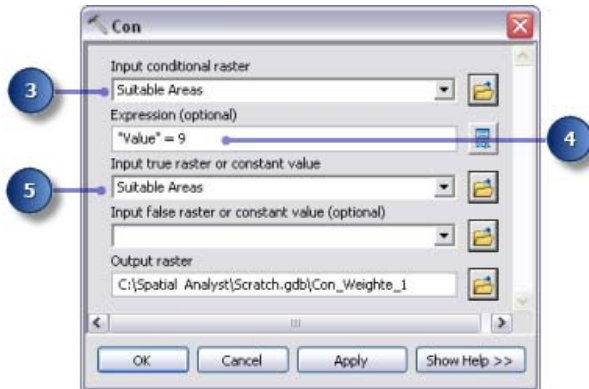 Con
Input conditional raster
3
Suitable Areas
Expression (optional)
"Value" = 9
4
SQL
Input true raster or constant value
5
Suitable Areas
Input false raster or constant value (optional)
Output raster
C:\Spatial Analyst\Scratch.gdb\Con_Weighte_1
OK
Cancel
Apply
Show Help >>